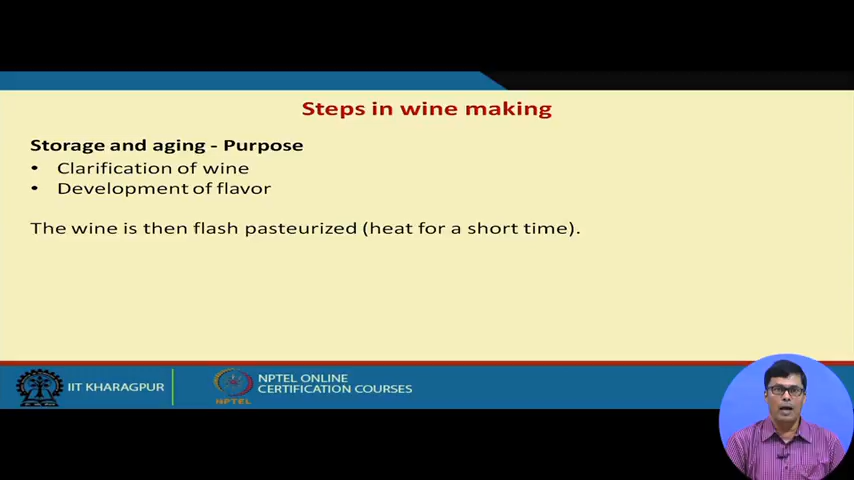 Steps in wine making
Storage and aging - Purpose
• Clarification of wine
• Development of flavor
The wine is then flash pasteurized (heat for a short time).
IIT KHARAGPUR
NPTEL
NPTEL ONLINE
CERTIFICATION COURSES